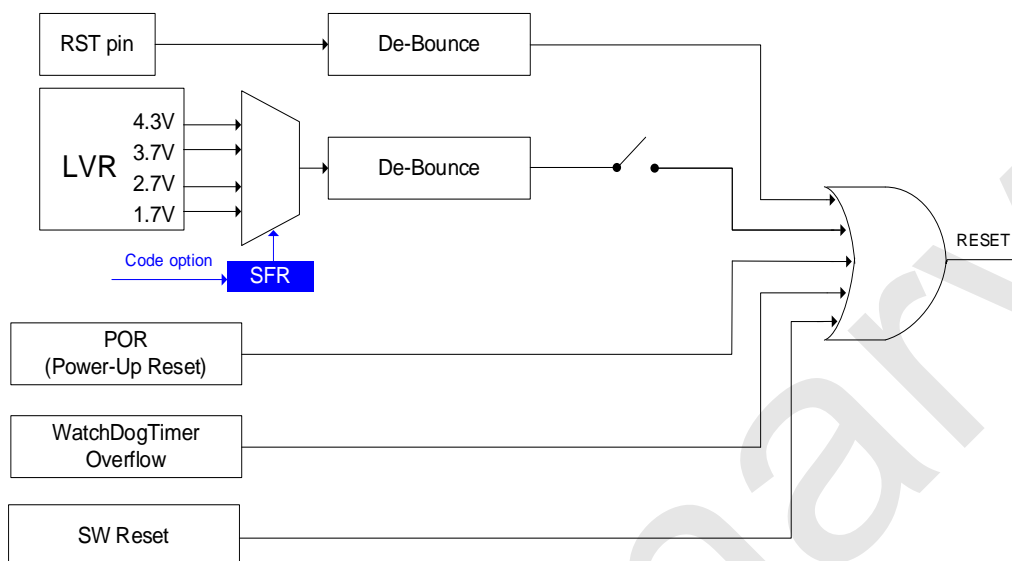 RST pin
De-Bounce
LVR
4.3V
3.7V
2.7V
1.7V
De-Bounce
Code option
SFR
RESET
POR
(Power-Up Reset)
WatchDogTimer
Overflow
SW Reset